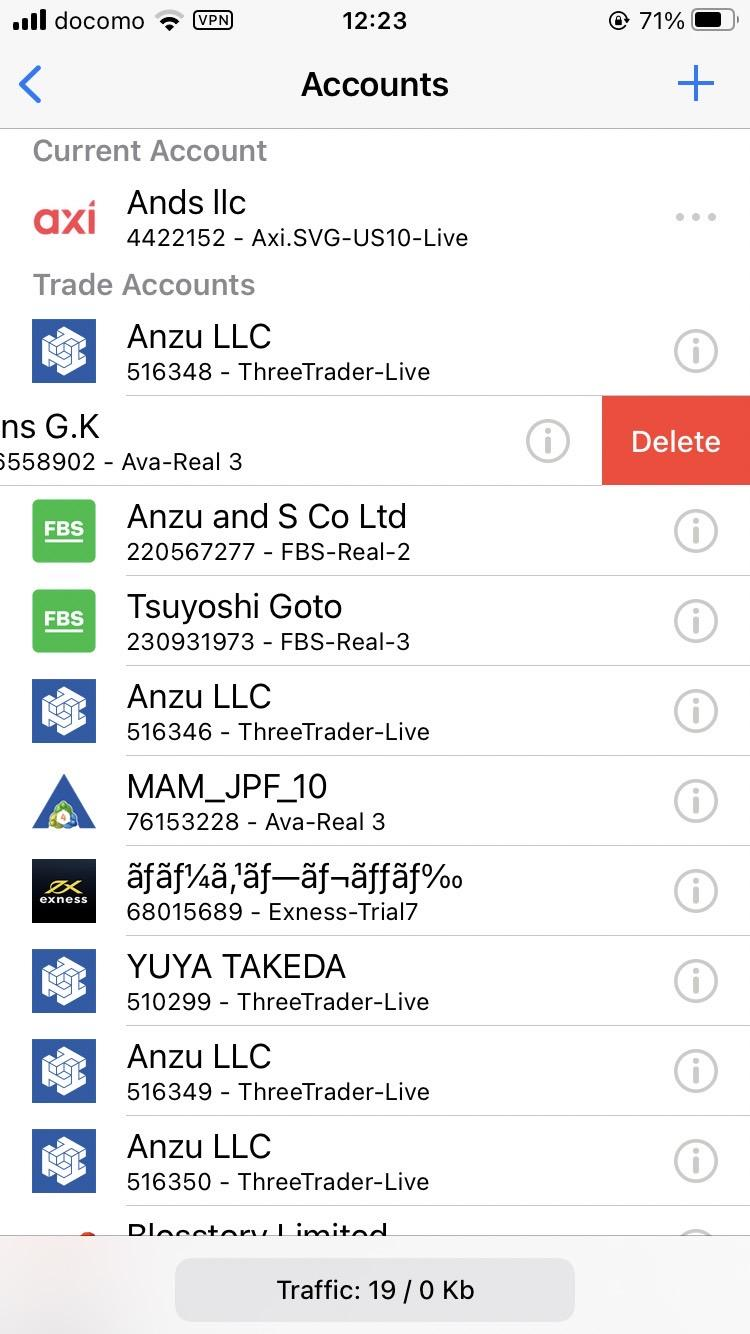 docomo VPN 12:23 71%
Accounts
Current Account
axi
Ands llc
4422152 - Axi.SVG-US10-Live
Trade Accounts
Anzu LLC
516348 - ThreeTrader-Live
ns G.K
6558902 - Ava-Real 3
Delete
FBS
Anzu and S Co Ltd
220567277 - FBS-Real-2
FBS
Tsuyoshi Goto
230931973 - FBS-Real-3
Anzu LLC
516346 - ThreeTrader-Live
4
MAM_JPF_10
76153228 - Ava-Real 3
exness
ãƒãƒ¼ã‚¹ãƒ—ãƒ¬ãƒƒãƒ‰
68015689 - Exness-Trial7
YUYA TAKEDA
510299 - ThreeTrader-Live
Anzu LLC
516349 - ThreeTrader-Live
Anzu LLC
516350 - ThreeTrader-Live
Blosstory Limited
Traffic: 19 / 0 Kb